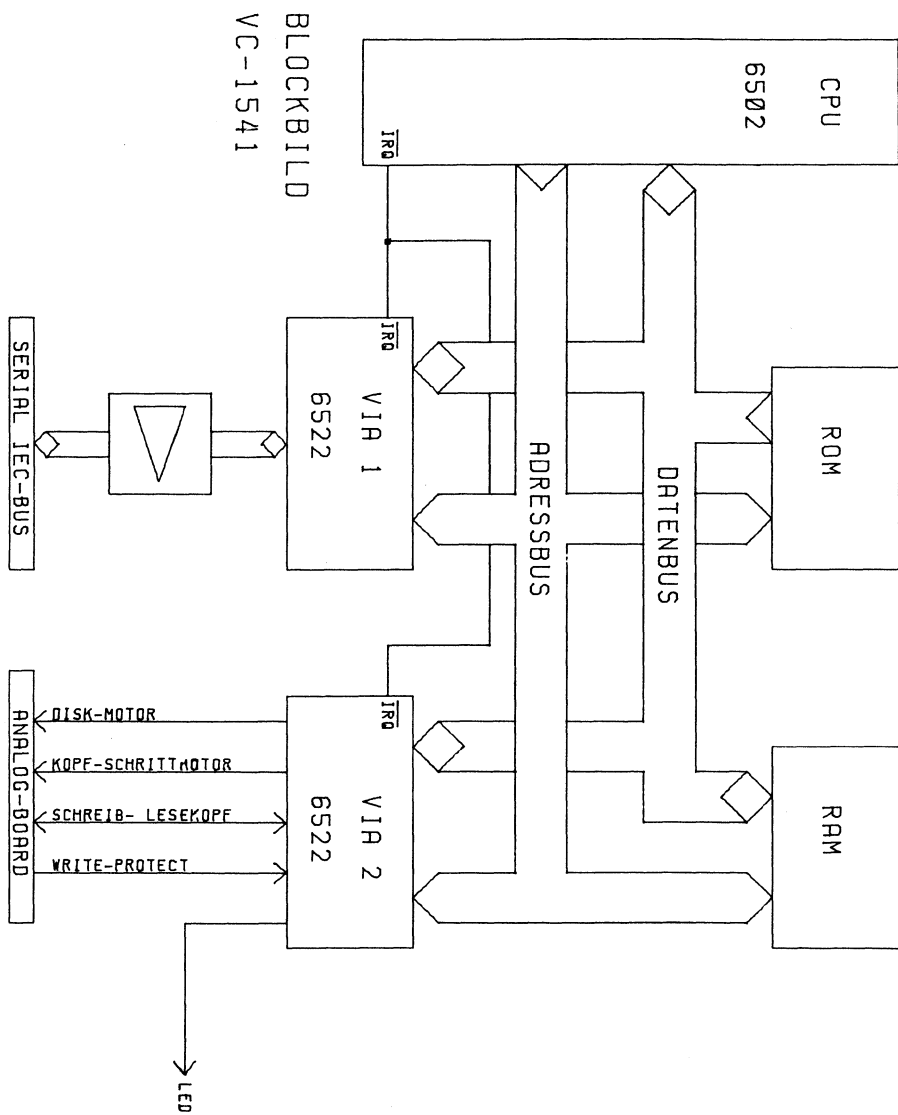 BLOCKBILD
VC-1541
CPU
6502
IRQ
ROM
RAM
DATENBUS
ADRESSBUS
IRQ
VIA 1
6522
IRQ
VIA 2
6522
SERIAL IEC-BUS
DISK-MOTOR
KOPF-SCHRITTMOTOR
SCHREIB- LESEKOPF
WRITE-PROTECT
ANALOG-BOARD
LED